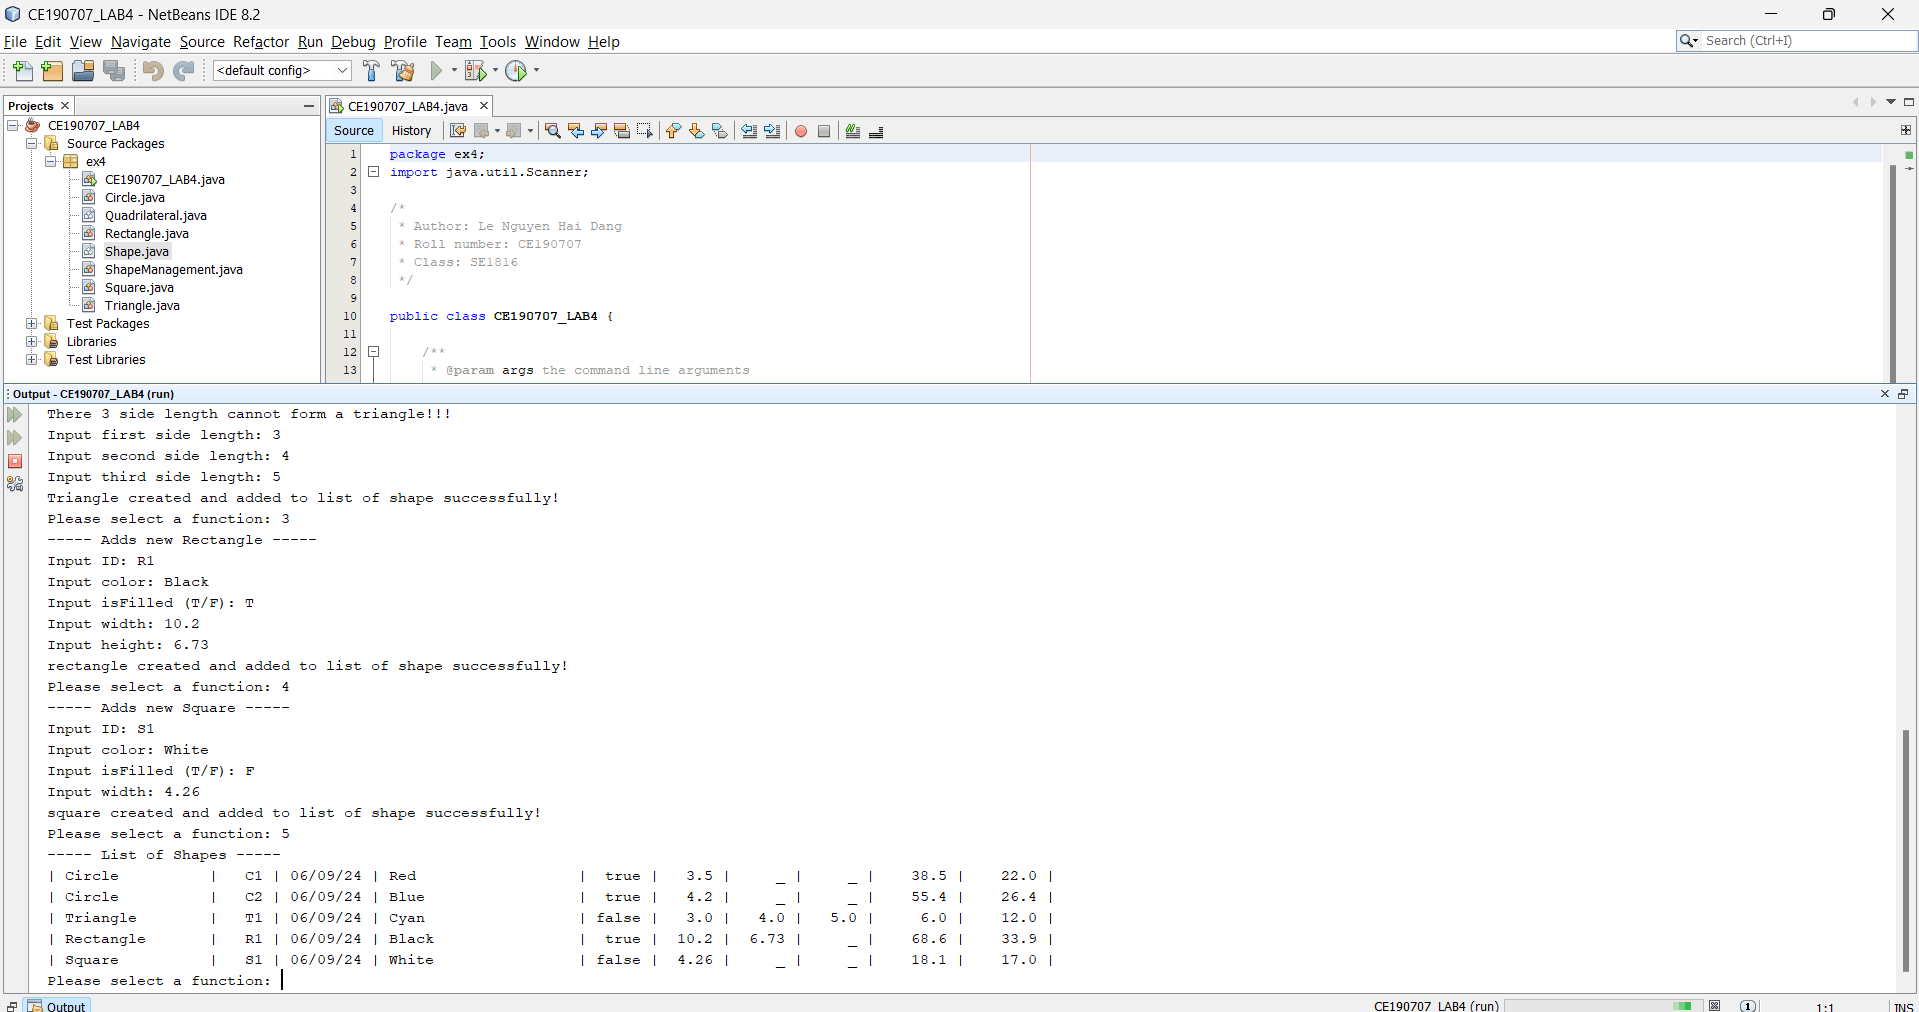 CE190707_LAB4 - NetBeans IDE 8.2
File Edit View Navigate Source Refactor Run Debug Profile Team Tools Window Help
Search (Ctrl+I)
<default config>
Projects
CE190707_LAB4
Source Packages
ex4
CE190707_LAB4.java
Circle.java
Quadrilateral.java
Rectangle.java
Shape.java
ShapeManagement.java
Square.java
Triangle.java
Test Packages
Libraries
Test Libraries
CE190707_LAB4.java
Source History
1 package ex4;
2 import java.util.Scanner;
3
4 /*
5 * Author: Le Nguyen Hai Dang
6 * Roll number: CE190707
7 * Class: SE1816
8 */
9
10 public class CE190707_LAB4 {
11
12 /**
13 * @param args the command line arguments
Output - CE190707_LAB4 (run)
There 3 side length cannot form a triangle!!!
Input first side length: 3
Input second side length: 4
Input third side length: 5
Triangle created and added to list of shape successfully!
Please select a function: 3
----- Adds new Rectangle -----
Input ID: R1
Input color: Black
Input isFilled (T/F): T
Input width: 10.2
Input height: 6.73
rectangle created and added to list of shape successfully!
Please select a function: 4
----- Adds new Square -----
Input ID: S1
Input color: White
Input isFilled (T/F): F
Input width: 4.26
square created and added to list of shape successfully!
Please select a function: 5
----- List of Shapes -----
| Circle | C1 | 06/09/24 | Red | true | 3.5 | _ | _ | 38.5 | 22.0 |
| Circle | C2 | 06/09/24 | Blue | true | 4.2 | _ | _ | 55.4 | 26.4 |
| Triangle | T1 | 06/09/24 | Cyan | false | 3.0 | 4.0 | 5.0 | 6.0 | 12.0 |
| Rectangle | R1 | 06/09/24 | Black | true | 10.2 | 6.73 | _ | 68.6 | 33.9 |
| Square | S1 | 06/09/24 | White | false | 4.26 | _ | _ | 18.1 | 17.0 |
Please select a function:
Output
CE190707_LAB4 (run)
1
1:1
INS